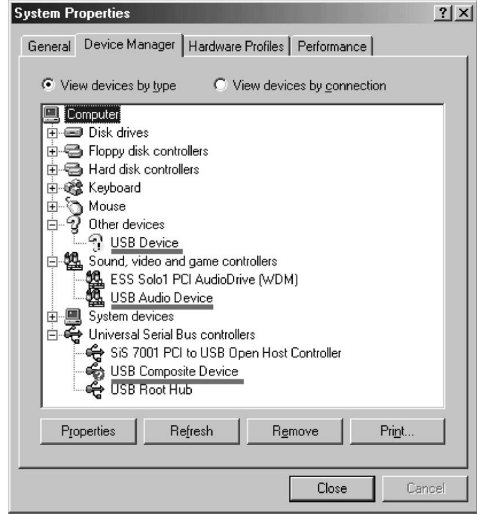 System Properties
General
Device Manager
Hardware Profiles
Performance
View devices by type
View devices by connection
Computer
Disk drives
Floppy disk controllers
Hard disk controllers
Keyboard
Mouse
Other devices
USB Device
Sound, video and game controllers
ESS Solo1 PCI AudioDrive (WDM)
USB Audio Device
System devices
Universal Serial Bus controllers
SiS 7001 PCI to USB Open Host Controller
USB Composite Device
USB Root Hub
Properties
Refresh
Remove
Print...
Close
Cancel